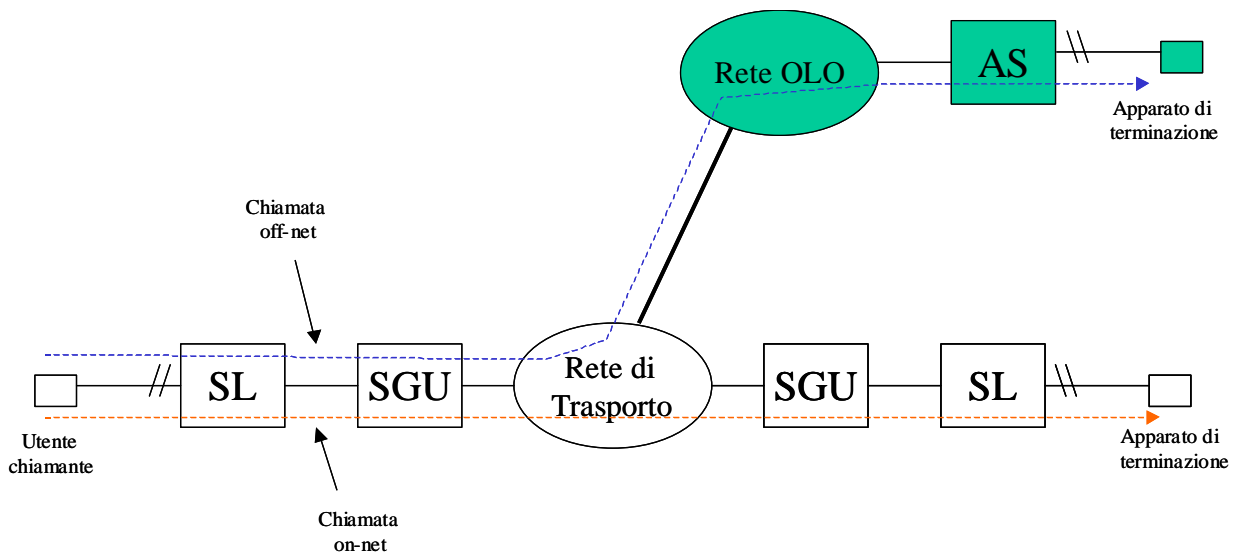 Rete OLO
AS
Apparato di
terminazione
Chiamata
off-net
SL
SGU
Rete di
Trasporto
SGU
SL
Utente
chiamante
Apparato di
terminazione
Chiamata
on-net